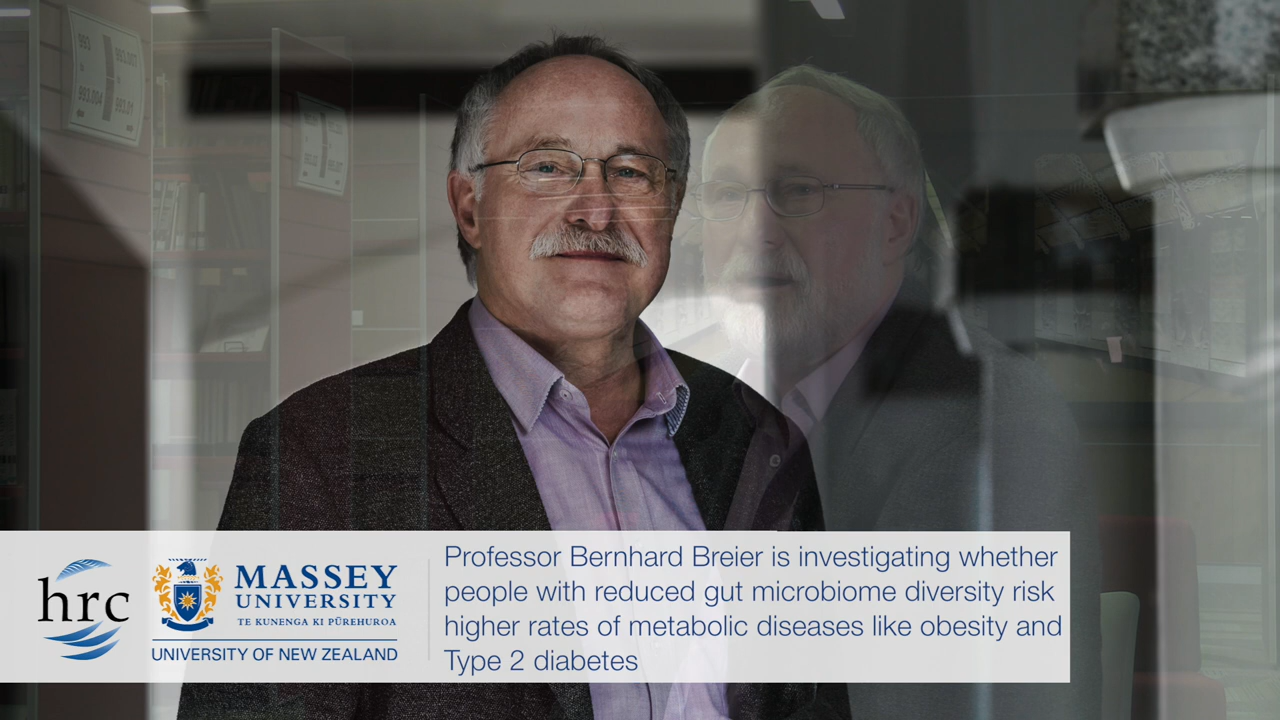 hrc
MASSEY
UNIVERSITY
TE KUNENGA KI PŪREHUROA
UNIVERSITY OF NEW ZEALAND
Professor Bernhard Breier is investigating whether
people with reduced gut microbiome diversity risk
higher rates of metabolic diseases like obesity and
Type 2 diabetes